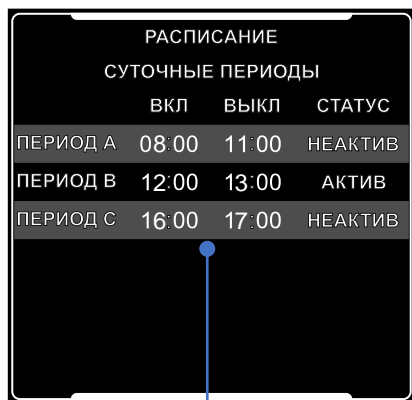 РАСПИСАНИЕ
СУТОЧНЫЕ ПЕРИОДЫ
ВКЛ ВЫКЛ СТАТУС
ПЕРИОД А 08:00 11:00 НЕАКТИВ
ПЕРИОД В 12:00 13:00 АКТИВ
ПЕРИОД С 16:00 17:00 НЕАКТИВ